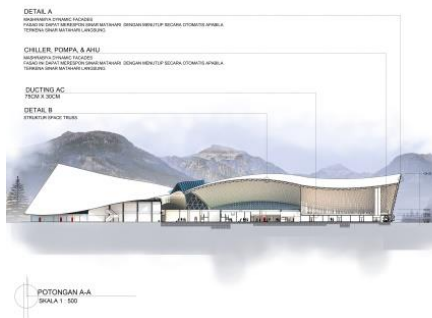 DETAIL A
MASHRABIYA DYNAMIC FACADES
FASAD INI DAPAT MERESPON SINAR MATAHARI DENGAN MENUTUP SECARA OTOMATIS APABILA
TERKENA SINAR MATAHARI LANGSUNG
CHILLER, POMPA, & AHU
MASHRABIYA DYNAMIC FACADES
FASAD INI DAPAT MERESPON SINAR MATAHARI DENGAN MENUTUP SECARA OTOMATIS APABILA
TERKENA SINAR MATAHARI LANGSUNG
DUCTING AC
75CM X 30CM
DETAIL B
STRUKTUR SPACE TRUSS
POTONGAN A-A
SKALA 1 : 500